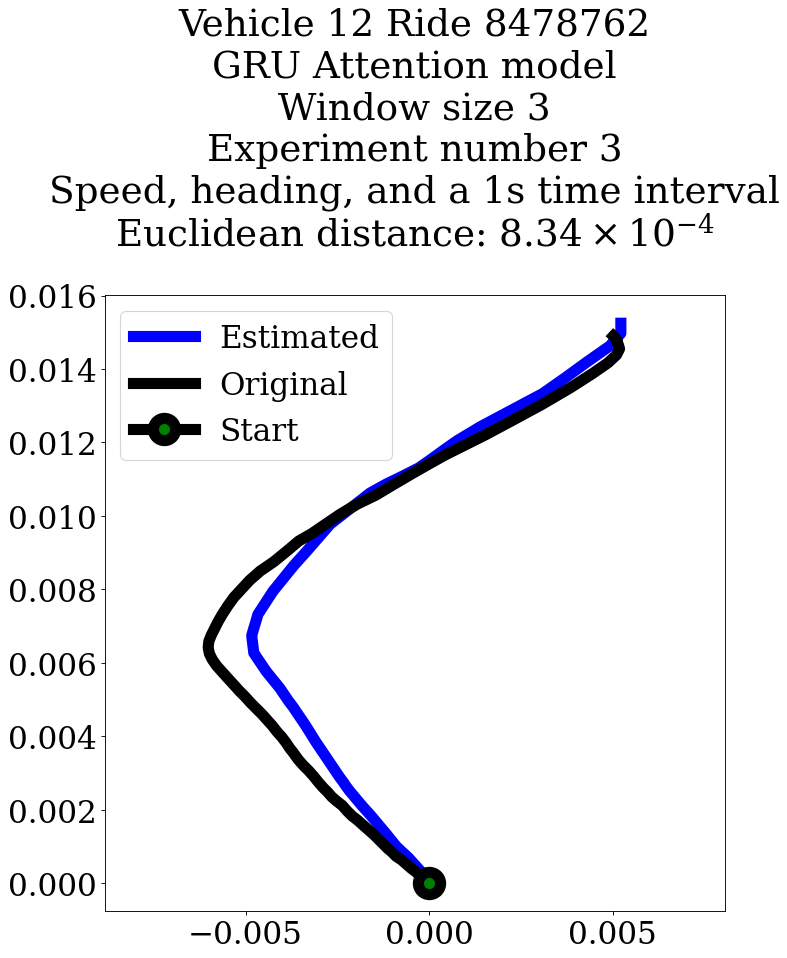 Vehicle 12 Ride 8478762
GRU Attention model
Window size 3
Experiment number 3
Speed, heading, and a 1s time interval
Euclidean distance: 8.34 × 10⁻⁴
0.016
0.014
0.012
0.010
0.008
0.006
0.004
0.002
0.000
Estimated
Original
Start
−0.005 0.000 0.005